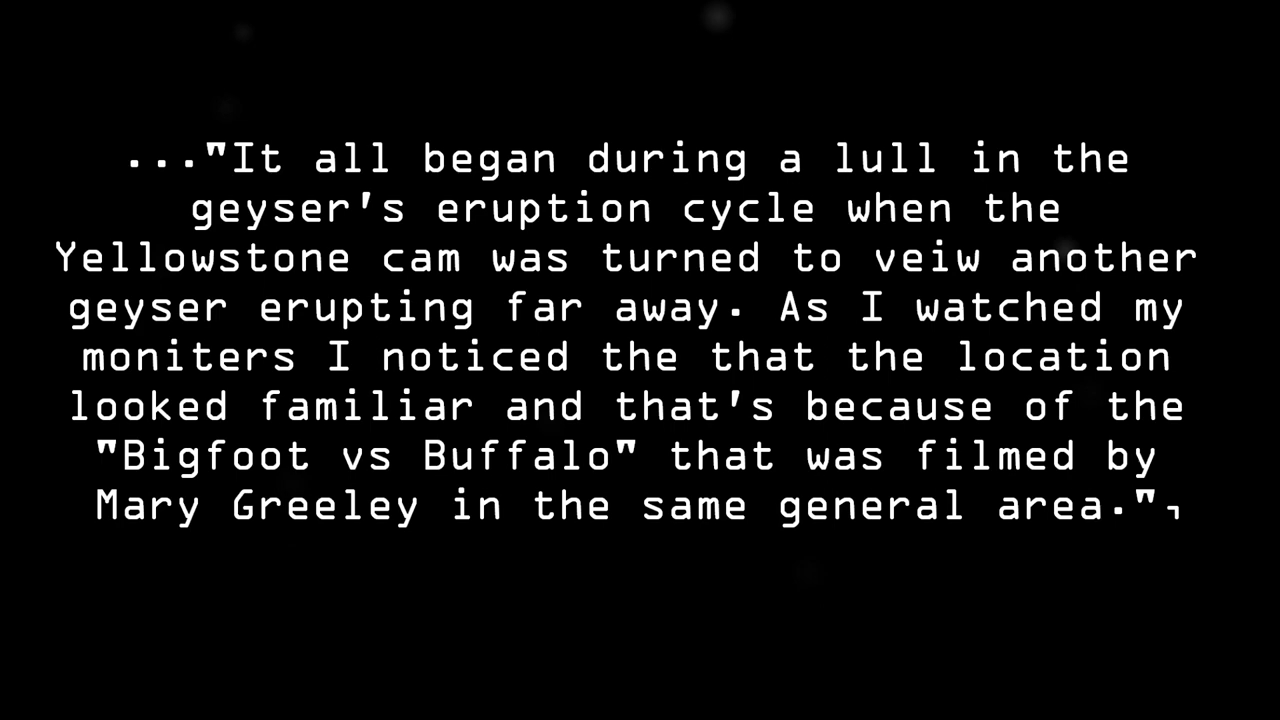 ..."It all began during a lull in the
geyser's eruption cycle when the
Yellowstone cam was turned to veiw another
geyser erupting far away. As I watched my
moniters I noticed the that the location
looked familiar and that's because of the
"Bigfoot vs Buffalo" that was filmed by
Mary Greeley in the same general area."